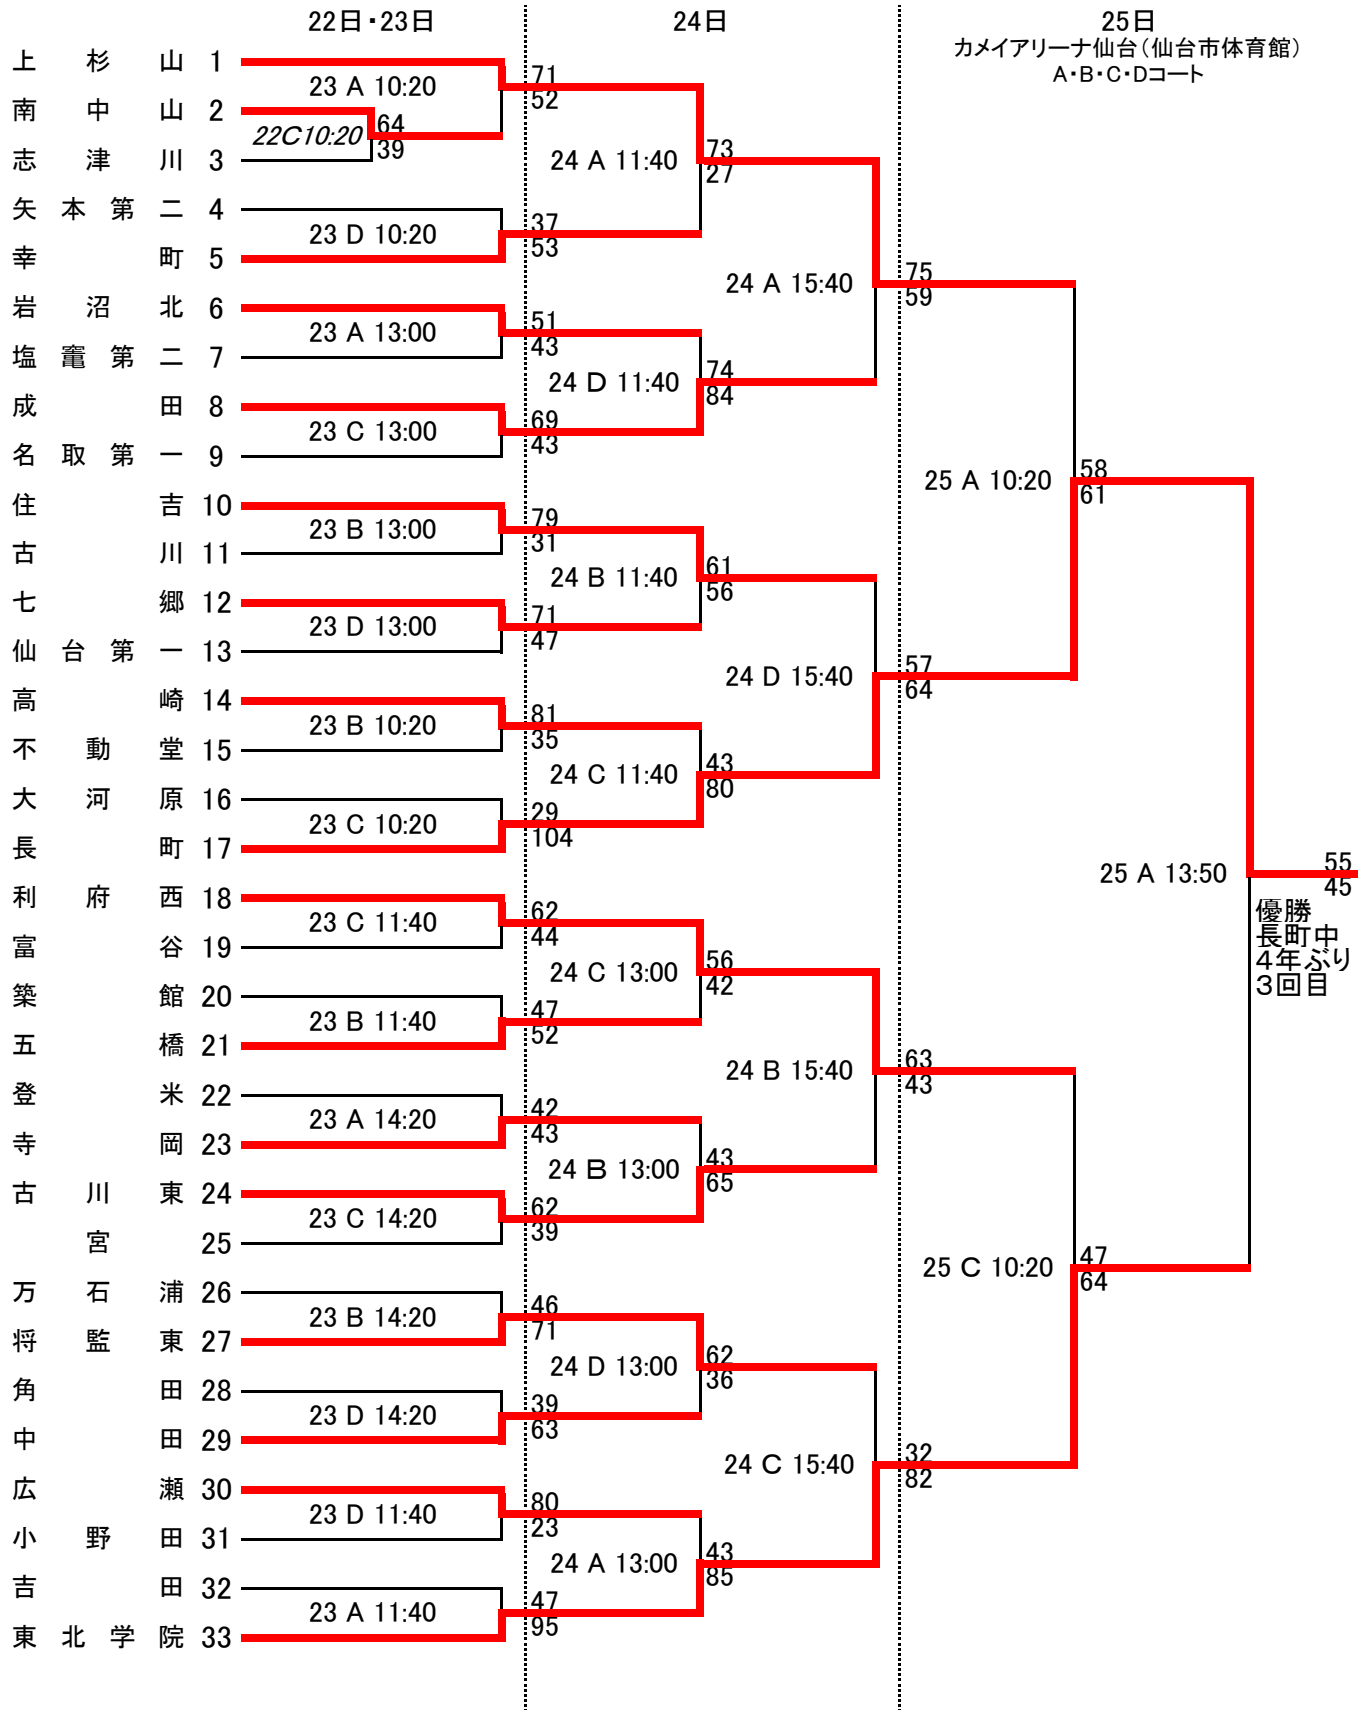 22日・23日
24日
25日
カメイアリーナ仙台（仙台市体育館）
A・B・C・Dコート
上杉山 1
23 A 10:20
71
52
南中山 2
22C10:20
64
39
志津川 3
24 A 11:40
73
27
矢本第二 4
23 D 10:20
37
53
幸町 5
24 A 15:40
75
59
岩沼北 6
23 A 13:00
51
43
塩竈第二 7
24 D 11:40
74
84
成田 8
23 C 13:00
69
43
名取第一 9
25 A 10:20
58
61
住吉 10
23 B 13:00
79
31
古川 11
24 B 11:40
61
56
七郷 12
23 D 13:00
71
47
仙台第一 13
24 D 15:40
57
64
高崎 14
23 B 10:20
81
35
不動堂 15
24 C 11:40
43
80
大河原 16
23 C 10:20
29
104
長町 17
25 A 13:50
55
45
優勝
長町中
４年ぶり
３回目
利府西 18
23 C 11:40
62
44
富谷 19
24 C 13:00
56
42
築館 20
23 B 11:40
47
52
五橋 21
24 B 15:40
63
43
登米 22
23 A 14:20
42
43
寺岡 23
24 B 13:00
43
65
古川東 24
23 C 14:20
62
39
宮 25
25 C 10:20
47
64
万石浦 26
23 B 14:20
46
71
将監東 27
24 D 13:00
62
36
角田 28
23 D 14:20
39
63
中田 29
24 C 15:40
32
82
広瀬 30
23 D 11:40
80
23
小野田 31
24 A 13:00
43
85
吉田 32
23 A 11:40
47
95
東北学院 33